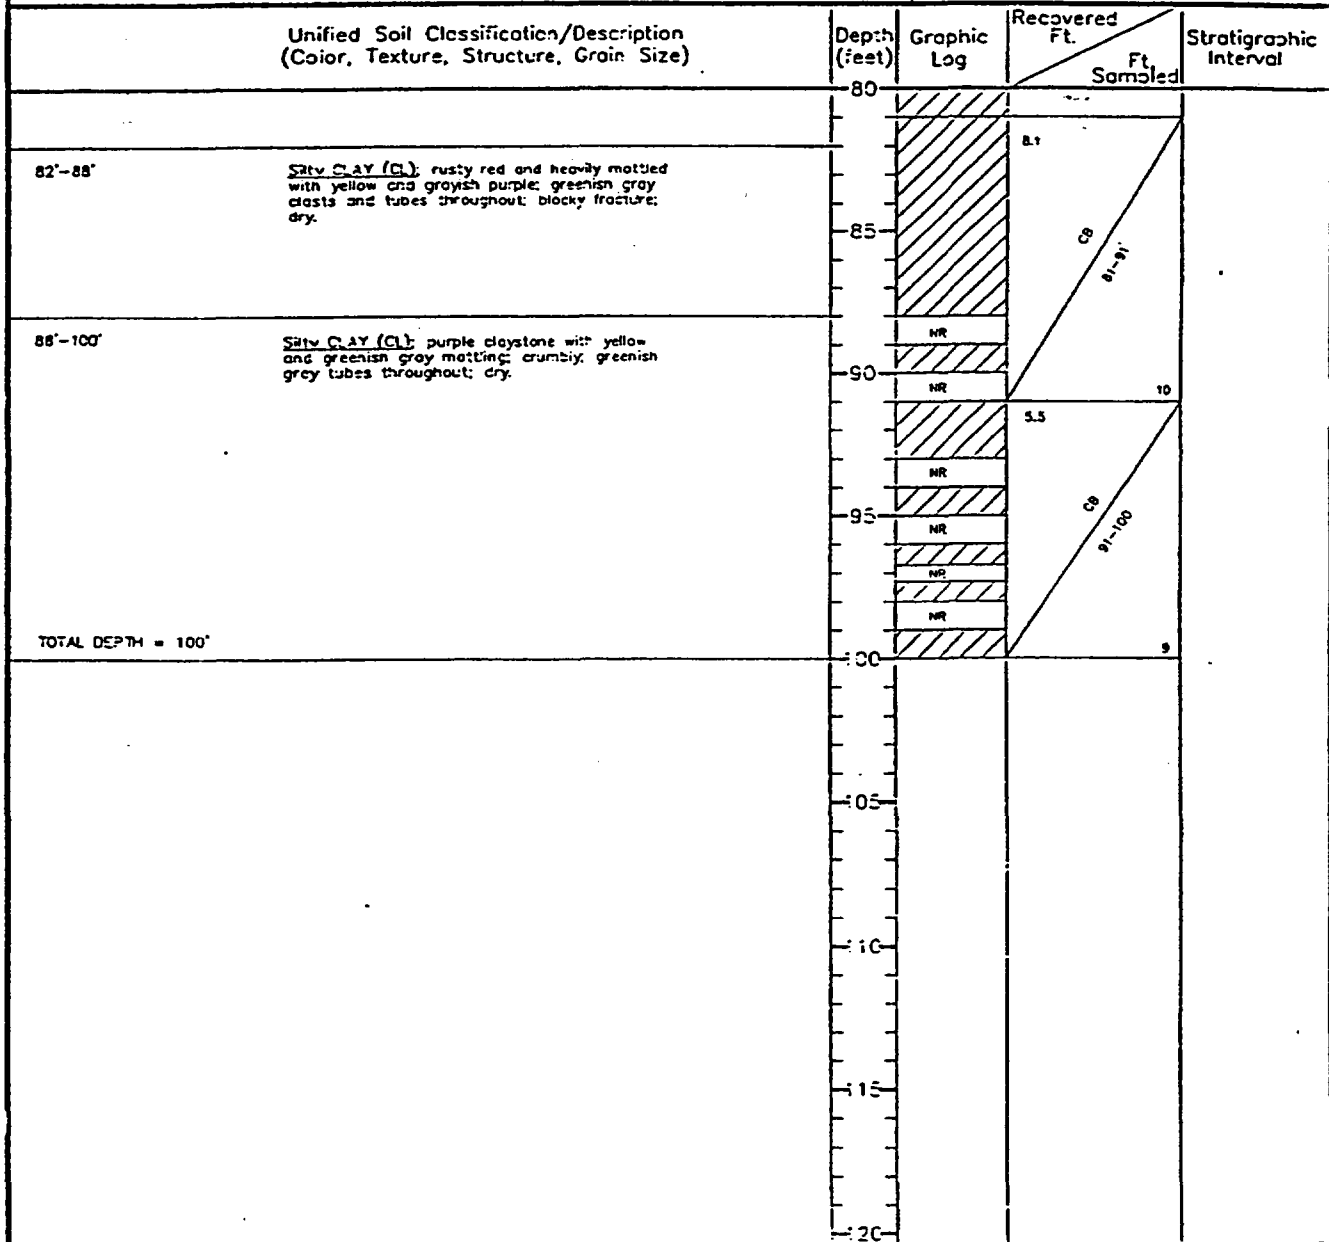 Unified Soil Classification/Description
(Color, Texture, Structure, Grain Size)
Depth
(feet)
Graphic
Log
Recovered
Ft.
Ft.
Sampled
Stratigraphic
Interval
80
8.1
82'-88'
Silty CLAY (CL); rusty red and heavily mottled
with yellow and grayish purple; greenish gray
clasts and tubes throughout; blocky fracture;
dry.
85
CB
81-91'
88'-100'
Silty CLAY (CL); purple claystone with yellow
and greenish gray mottling; crumbly; greenish
grey tubes throughout; dry.
NR
90
NR
10
5.5
NR
95
NR
CB
91-100
NR
NR
TOTAL DEPTH = 100'
9
100
105
110
115
120